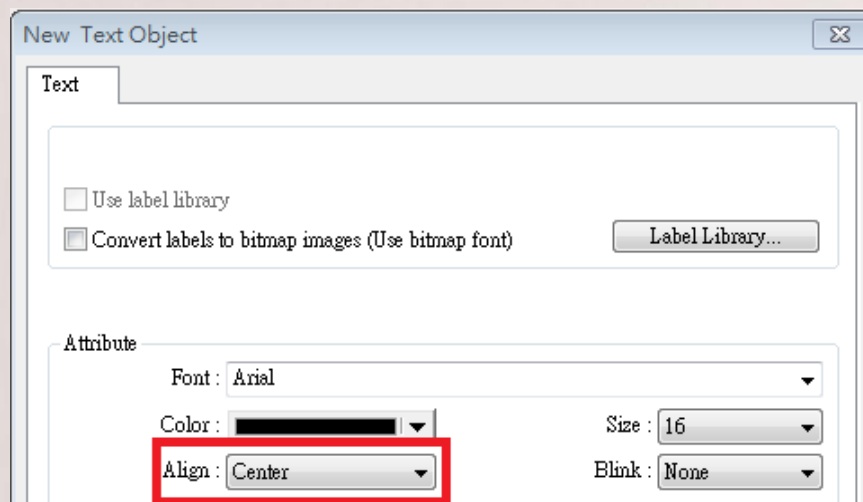 New Text Object
Text
Use label library
Convert labels to bitmap images (Use bitmap font)
Label Library...
Attribute
Font : Arial
Color :
Size : 16
Align : Center
Blink : None